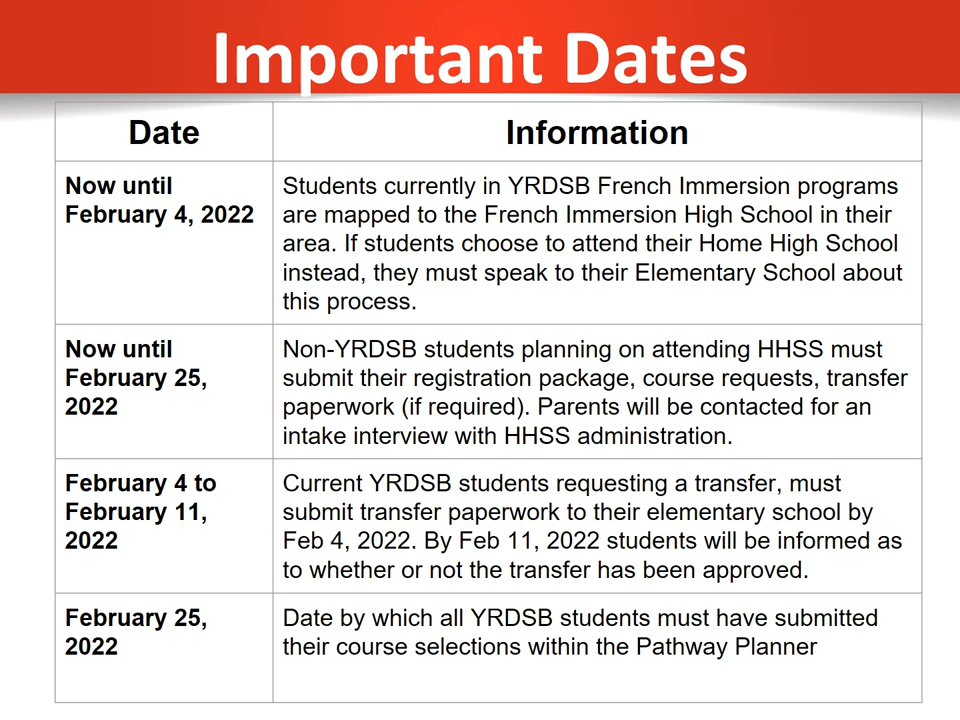 Important Dates
Date
Information
Now until
February 4, 2022
Students currently in YRDSB French Immersion programs
are mapped to the French Immersion High School in their
area. If students choose to attend their Home High School
instead, they must speak to their Elementary School about
this process.
Now until
February 25,
2022
Non-YRDSB students planning on attending HHSS must
submit their registration package, course requests, transfer
paperwork (if required). Parents will be contacted for an
intake interview with HHSS administration.
February 4 to
February 11,
2022
Current YRDSB students requesting a transfer, must
submit transfer paperwork to their elementary school by
Feb 4, 2022. By Feb 11, 2022 students will be informed as
to whether or not the transfer has been approved.
February 25,
2022
Date by which all YRDSB students must have submitted
their course selections within the Pathway Planner